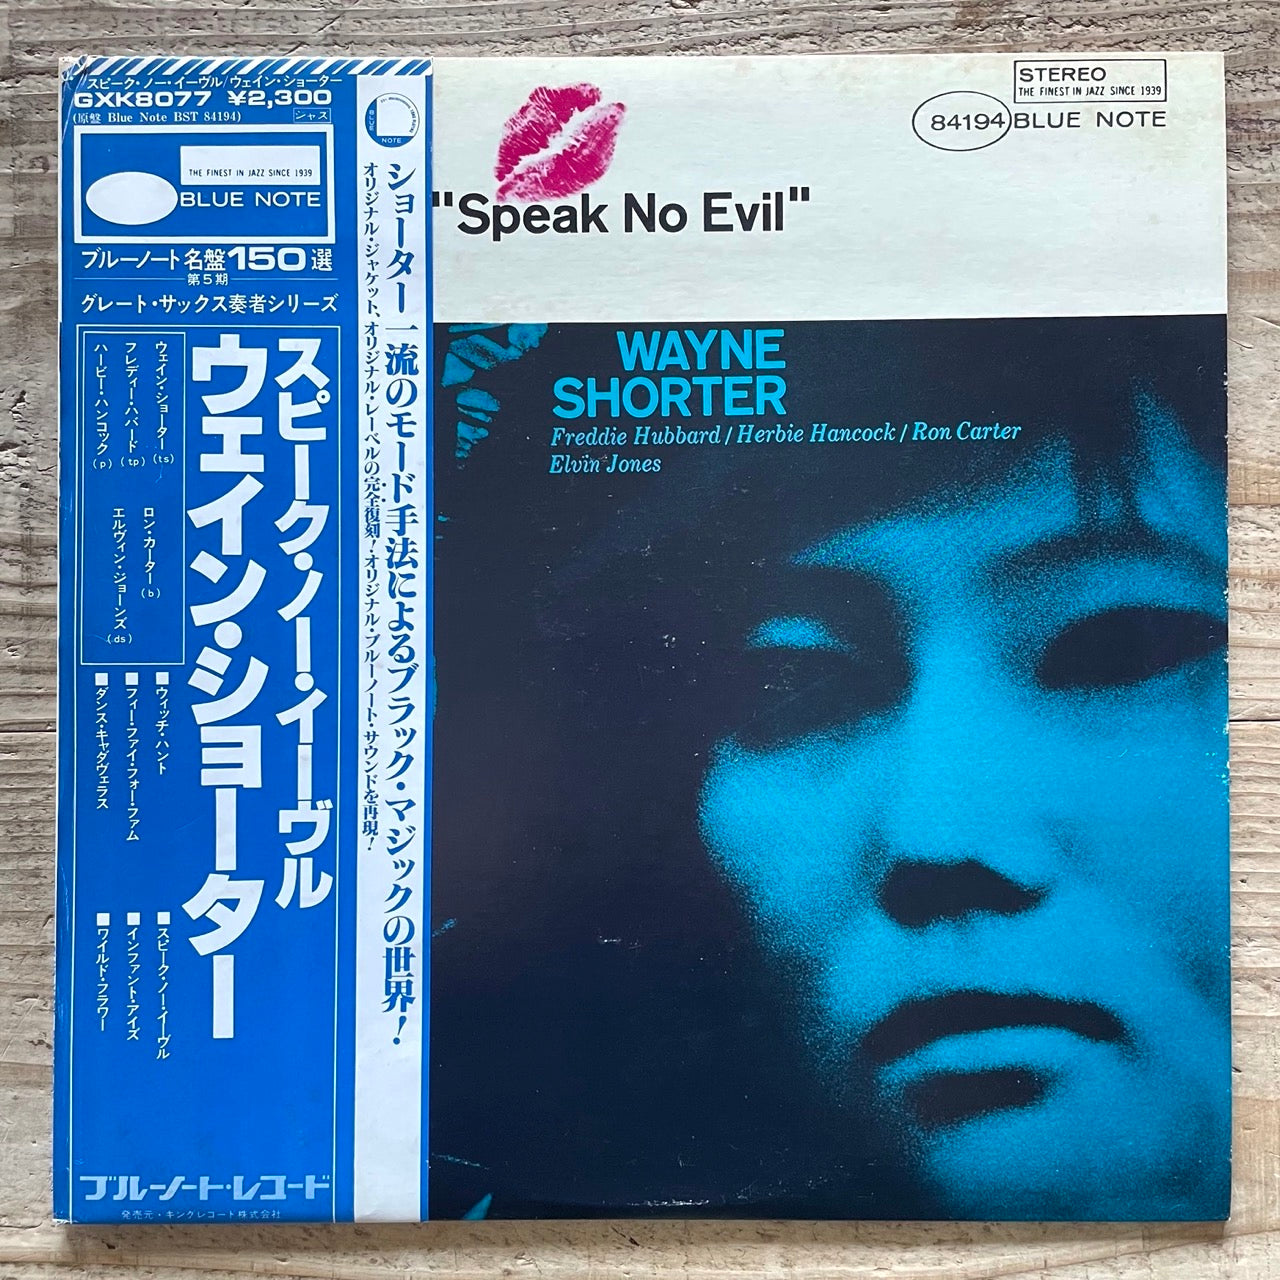 スピーク・ノー・イーヴル/ウェイン・ショーター
GXK8077 ¥2,300
(原盤 Blue Note BST 84194)
ジャズ
THE FINEST IN JAZZ SINCE 1939
BLUE NOTE
ブルーノート名盤150選
第5期
グレート・サックス奏者シリーズ
スピーク・ノー・イーヴル
ウエイン・ショーター
ウェイン・ショーター(ts)
フレディー・ハバード(tp)
ハービー・ハンコック(p)
ロン・カーター(b)
エルヴィン・ジョーンズ(ds)
■ウィッチ・ハント
■フィー・ファイ・フォー・ファム
■ダンス・キャダヴェラス
■スピーク・ノー・イーヴル
■インファント・アイズ
■ワイルド・フラワー
ブルーノート・レコード
発売元・キングレコード株式会社
BLUE
NOTE
ショーター一流のモード手法によるブラック・マジックの世界!
オリジナル・ジャケット、オリジナル・レーベルの完全復刻!オリジナル・ブルーノート・サウンドを再現!
"Speak No Evil"
STEREO
THE FINEST IN JAZZ SINCE 1939
84194 BLUE NOTE
WAYNE
SHORTER
Freddie Hubbard / Herbie Hancock / Ron Carter
Elvin Jones